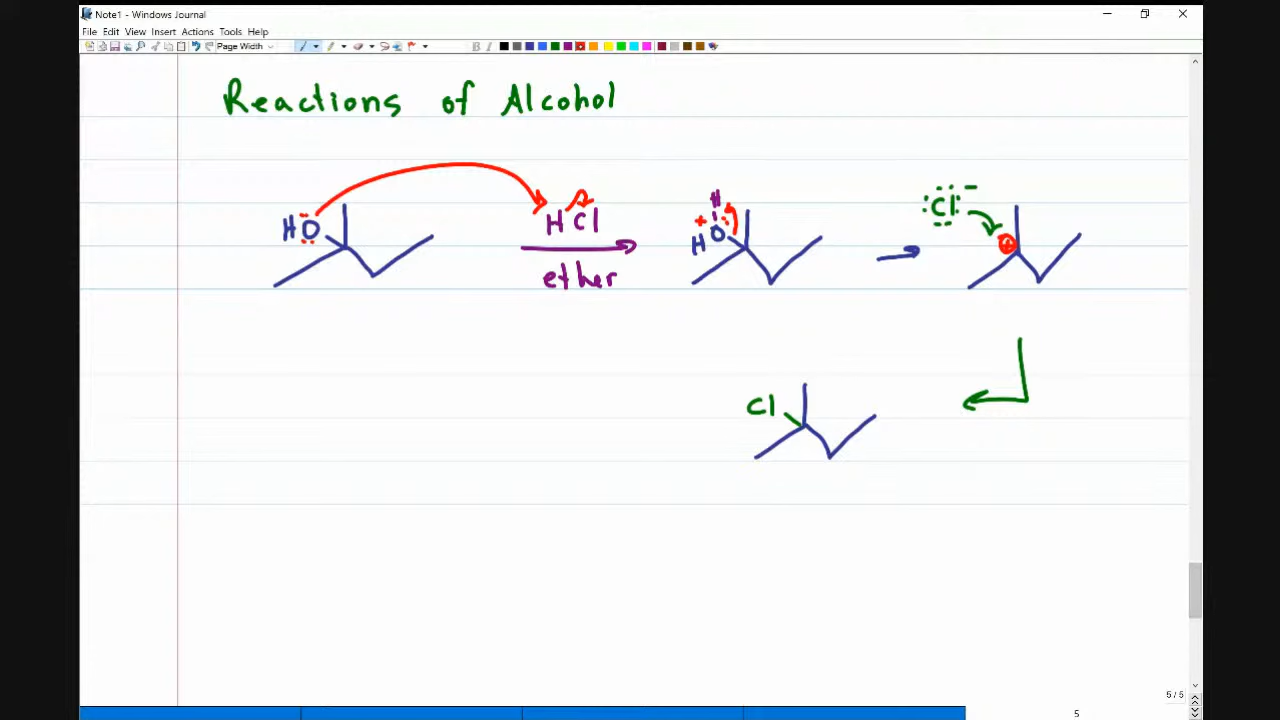 Note1 - Windows Journal
File Edit View Insert Actions Tools Help
Page Width B I
Reactions of Alcohol
HO HCl H Cl
ether H O +
Cl
5 / 5
5